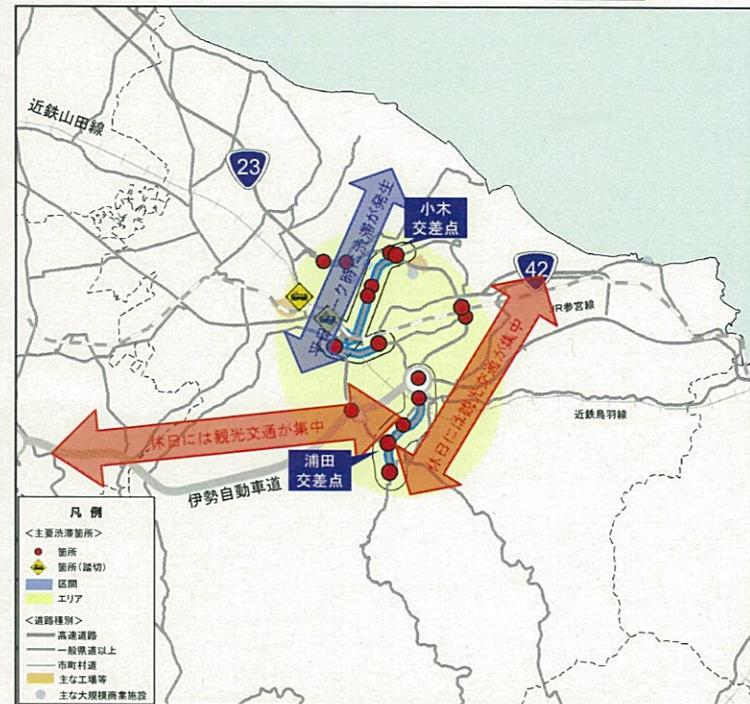 近鉄山田線
23
平日ピーク時に渋滞が発生
小木
交差点
42
JR参宮線
休日には観光交通が集中
近鉄鳥羽線
休日には観光交通が集中
浦田
交差点
伊勢自動車道
凡例
＜主要渋滞箇所＞
箇所
箇所(踏切)
区間
エリア
＜道路種別＞
高速道路
一般県道以上
市町村道
主な工場等
主な大規模商業施設